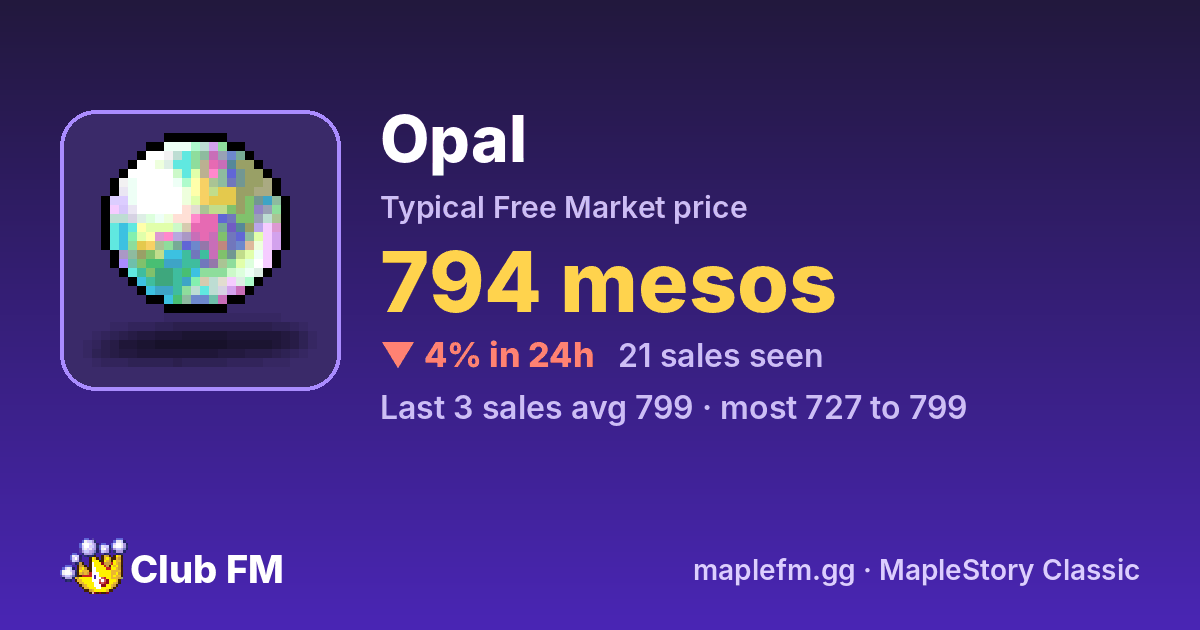 Opal
Typical Free Market price
794 mesos
▼ 4% in 24h 21 sales seen
Last 3 sales avg 799 · most 727 to 799
Club FM
maplefm.gg · MapleStory Classic